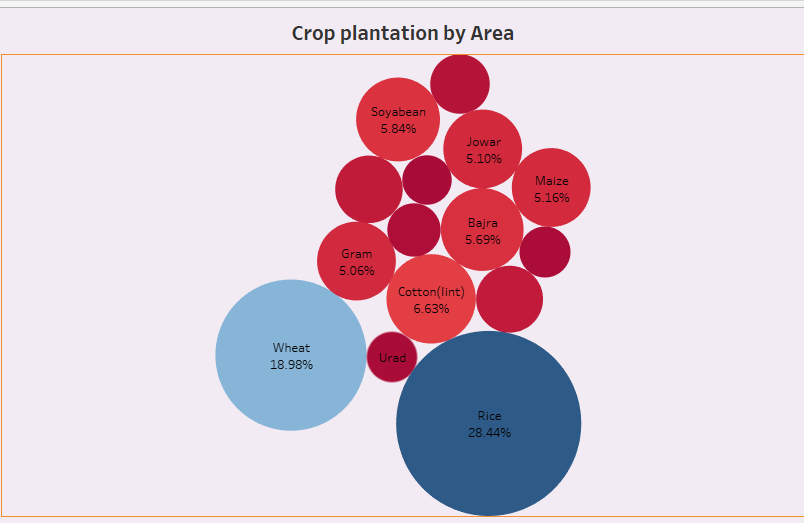 Crop plantation by Area
Soyabean
5.84%
Jowar
5.10%
Maize
5.16%
Bajra
5.69%
Gram
5.06%
Cotton(lint)
6.63%
Wheat
18.98%
Urad
Rice
28.44%